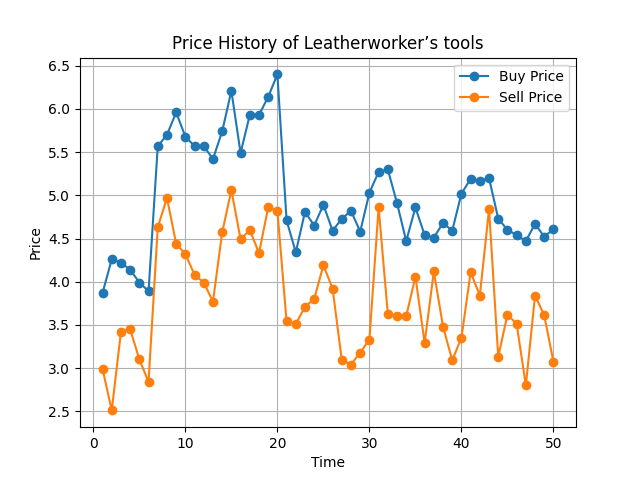 Price History of Leatherworker’s tools
Buy Price
Sell Price
Price
6.5
6.0
5.5
5.0
4.5
4.0
3.5
3.0
2.5
0 10 20 30 40 50
Time